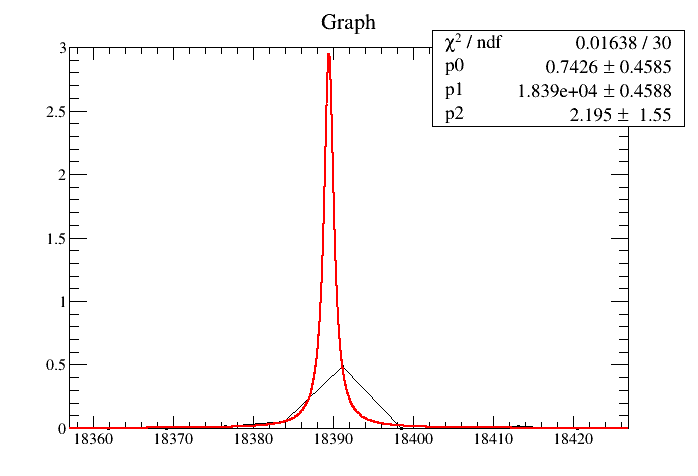 Graph
χ² / ndf 0.01638 / 30
p0 0.7426 ± 0.4585
p1 1.839e+04 ± 0.4588
p2 2.195 ± 1.55
3
2.5
2
1.5
1
0.5
0
18360 18370 18380 18390 18400 18410 18420